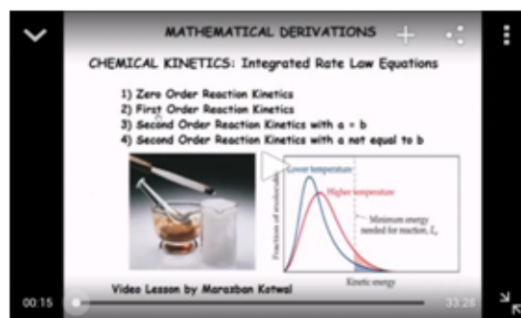 MATHEMATICAL DERIVATIONS
CHEMICAL KINETICS: Integrated Rate Law Equations
1) Zero Order Reaction Kinetics
2) First Order Reaction Kinetics
3) Second Order Reaction Kinetics with a = b
4) Second Order Reaction Kinetics with a not equal to b
Lower temperature
Higher temperature
Fraction of molecules
Minimum energy
needed for reaction, Ea
Kinetic energy
Video Lesson by Marazban Kotwal
00:15
33:28